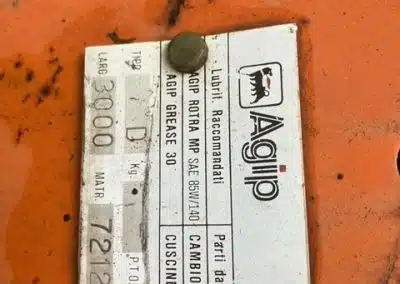 Agip
Lubrif. Raccomandati Parti da
AGIP ROTRA MP SAE 85W/140 CAMBIO
AGIP GREASE 30 CUSCINE
TIPO D Kg. P.T.O
LARG. 3000 MATR. 7212